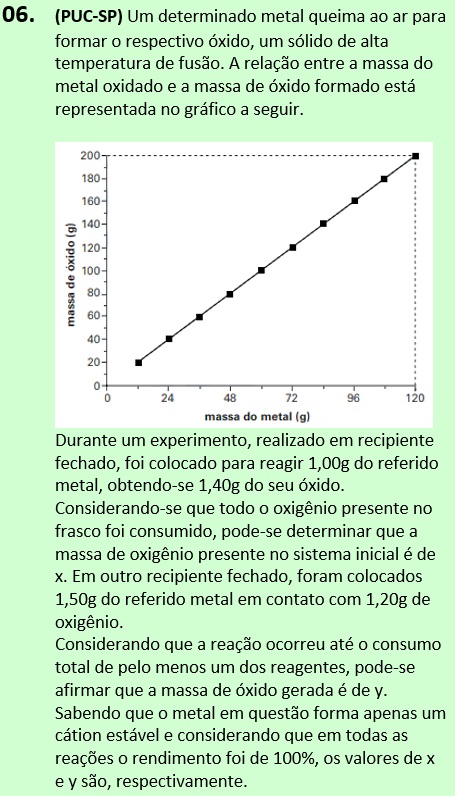 06. (PUC-SP) Um determinado metal queima ao ar para
formar o respectivo óxido, um sólido de alta
temperatura de fusão. A relação entre a massa do
metal oxidado e a massa de óxido formado está
representada no gráfico a seguir.
massa de óxido (g)
200
180
160
140
120
100
80
60
40
20
0
0 24 48 72 96 120
massa do metal (g)
Durante um experimento, realizado em recipiente
fechado, foi colocado para reagir 1,00g do referido
metal, obtendo-se 1,40g do seu óxido.
Considerando-se que todo o oxigênio presente no
frasco foi consumido, pode-se determinar que a
massa de oxigênio presente no sistema inicial é de
x. Em outro recipiente fechado, foram colocados
1,50g do referido metal em contato com 1,20g de
oxigênio.
Considerando que a reação ocorreu até o consumo
total de pelo menos um dos reagentes, pode-se
afirmar que a massa de óxido gerada é de y.
Sabendo que o metal em questão forma apenas um
cátion estável e considerando que em todas as
reações o rendimento foi de 100%, os valores de x
e y são, respectivamente.